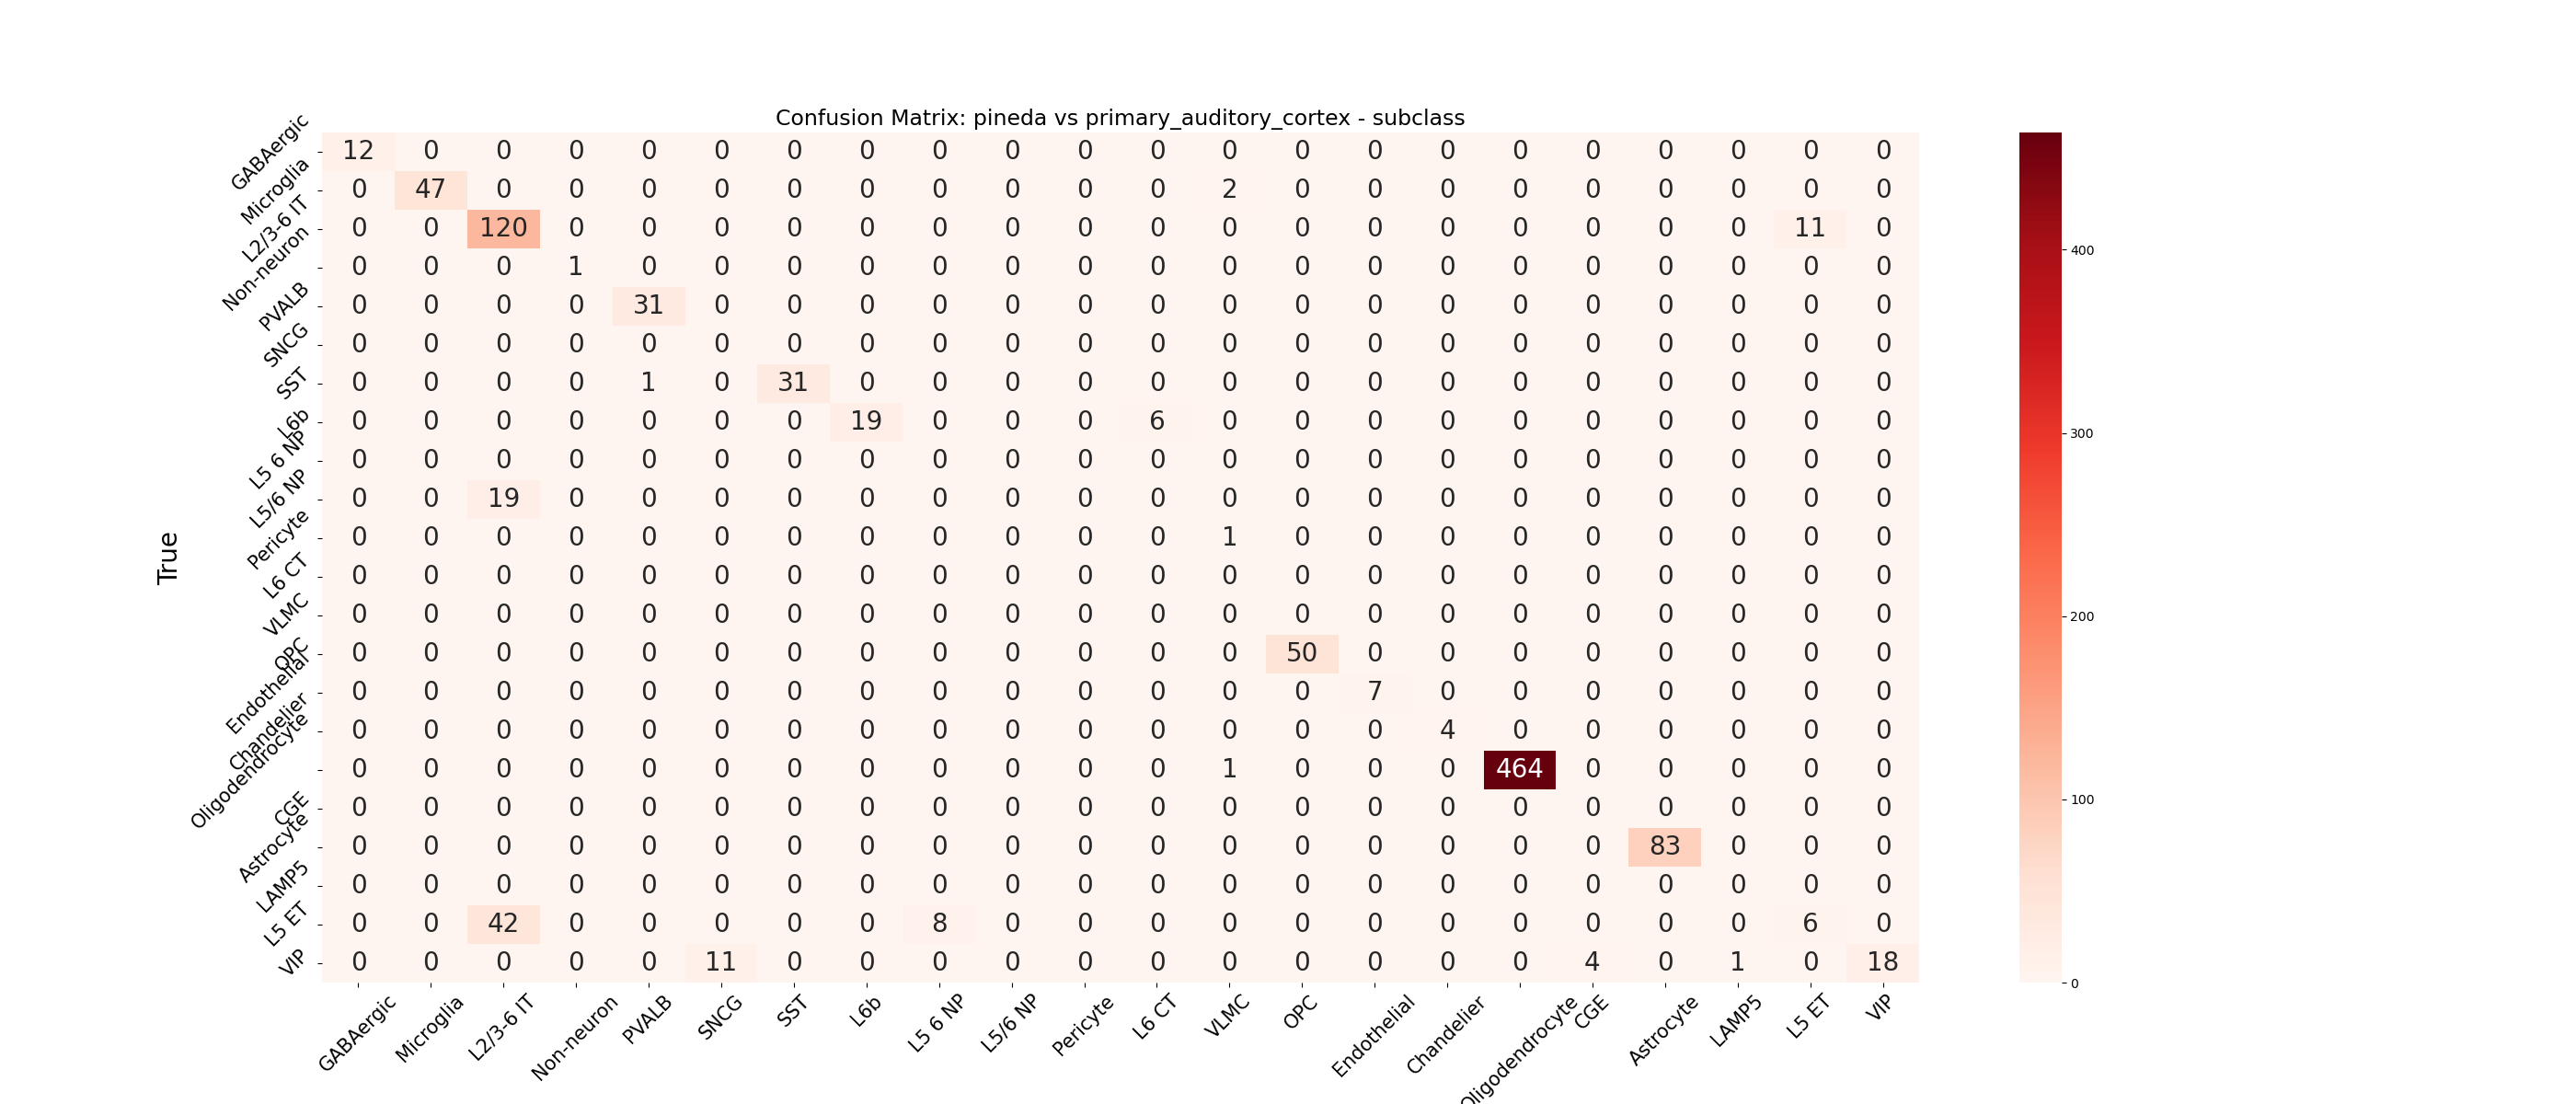 Confusion Matrix: pineda vs primary_auditory_cortex - subclass
True
GABAergic 12 0 0 0 0 0 0 0 0 0 0 0 0 0 0 0 0 0 0 0 0 0
Microglia 0 47 0 0 0 0 0 0 0 0 0 0 2 0 0 0 0 0 0 0 0 0
L2/3-6 IT 0 0 120 0 0 0 0 0 0 0 0 0 0 0 0 0 0 0 0 0 11 0
Non-neuron 0 0 0 1 0 0 0 0 0 0 0 0 0 0 0 0 0 0 0 0 0 0
PVALB 0 0 0 0 31 0 0 0 0 0 0 0 0 0 0 0 0 0 0 0 0 0
SNCG 0 0 0 0 0 0 0 0 0 0 0 0 0 0 0 0 0 0 0 0 0 0
SST 0 0 0 0 1 0 31 0 0 0 0 0 0 0 0 0 0 0 0 0 0 0
L6b 0 0 0 0 0 0 0 19 0 0 0 6 0 0 0 0 0 0 0 0 0 0
L5 6 NP 0 0 0 0 0 0 0 0 0 0 0 0 0 0 0 0 0 0 0 0 0 0
L5/6 NP 0 0 19 0 0 0 0 0 0 0 0 0 0 0 0 0 0 0 0 0 0 0
Pericyte 0 0 0 0 0 0 0 0 0 0 0 0 1 0 0 0 0 0 0 0 0 0
L6 CT 0 0 0 0 0 0 0 0 0 0 0 0 0 0 0 0 0 0 0 0 0 0
VLMC 0 0 0 0 0 0 0 0 0 0 0 0 0 0 0 0 0 0 0 0 0 0
OPC 0 0 0 0 0 0 0 0 0 0 0 0 0 50 0 0 0 0 0 0 0 0
Endothelial 0 0 0 0 0 0 0 0 0 0 0 0 0 0 7 0 0 0 0 0 0 0
Chandelier 0 0 0 0 0 0 0 0 0 0 0 0 0 0 0 4 0 0 0 0 0 0
Oligodendrocyte 0 0 0 0 0 0 0 0 0 0 0 0 1 0 0 0 464 0 0 0 0 0
CGE 0 0 0 0 0 0 0 0 0 0 0 0 0 0 0 0 0 0 0 0 0 0
Astrocyte 0 0 0 0 0 0 0 0 0 0 0 0 0 0 0 0 0 0 83 0 0 0
LAMP5 0 0 0 0 0 0 0 0 0 0 0 0 0 0 0 0 0 0 0 0 0 0
L5 ET 0 0 42 0 0 0 0 0 8 0 0 0 0 0 0 0 0 0 0 0 6 0
VIP 0 0 0 0 0 11 0 0 0 0 0 0 0 0 0 0 0 4 0 1 0 18
GABAergic Microglia L2/3-6 IT Non-neuron PVALB SNCG SST L6b L5 6 NP L5/6 NP Pericyte L6 CT VLMC OPC Endothelial Chandelier Oligodendrocyte CGE Astrocyte LAMP5 L5 ET VIP
400
300
200
100
0